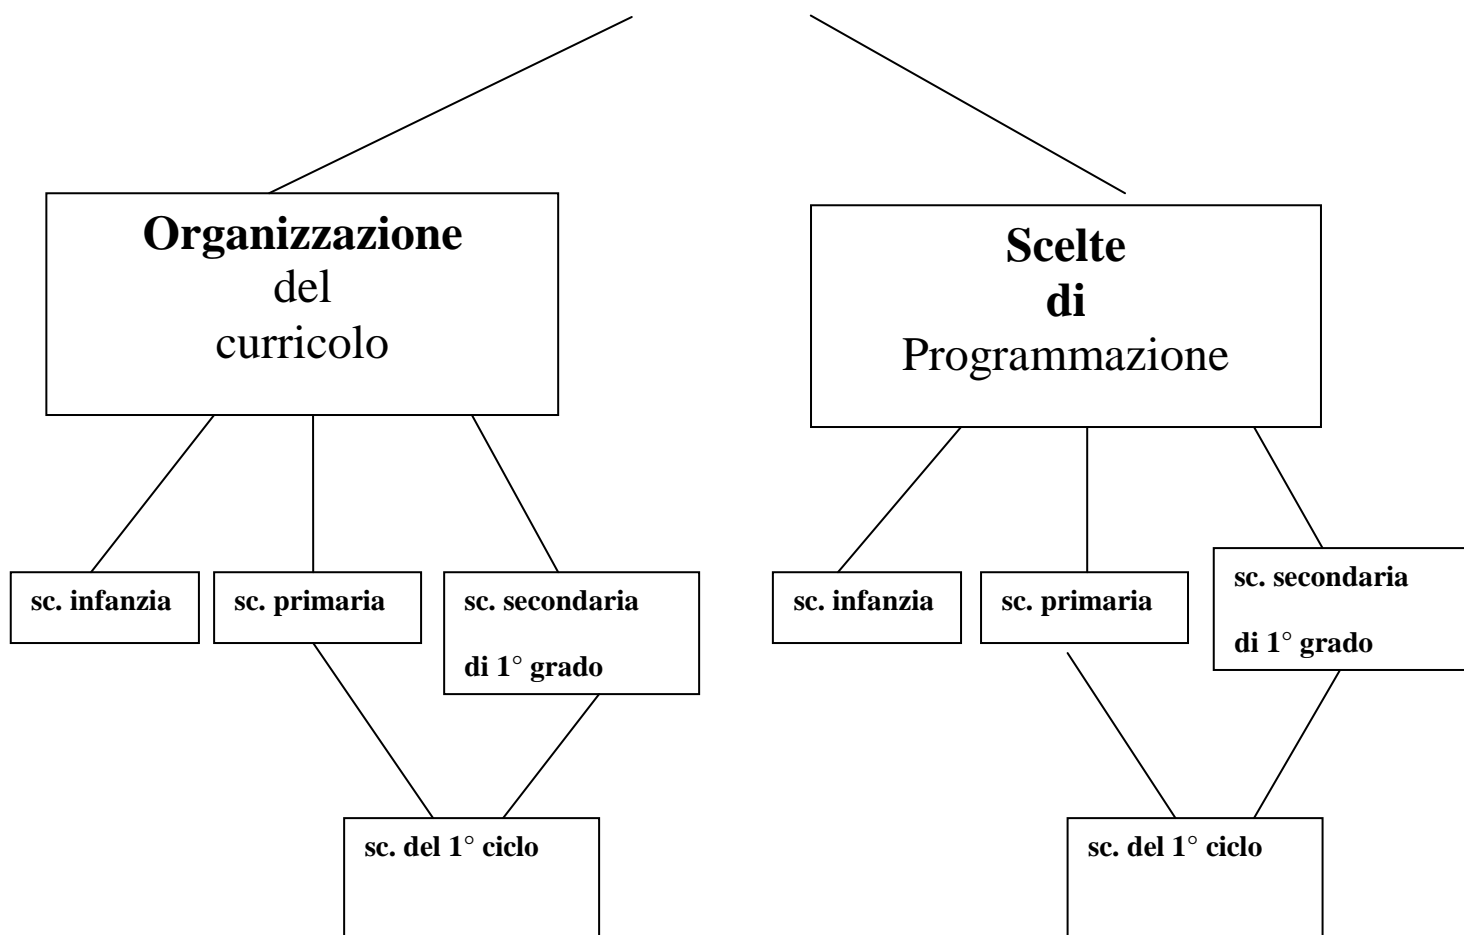 Organizzazione
del
curricolo
Scelte
di
Programmazione
sc. infanzia
sc. primaria
sc. secondaria
di 1° grado
sc. infanzia
sc. primaria
sc. secondaria
di 1° grado
sc. del 1° ciclo
sc. del 1° ciclo